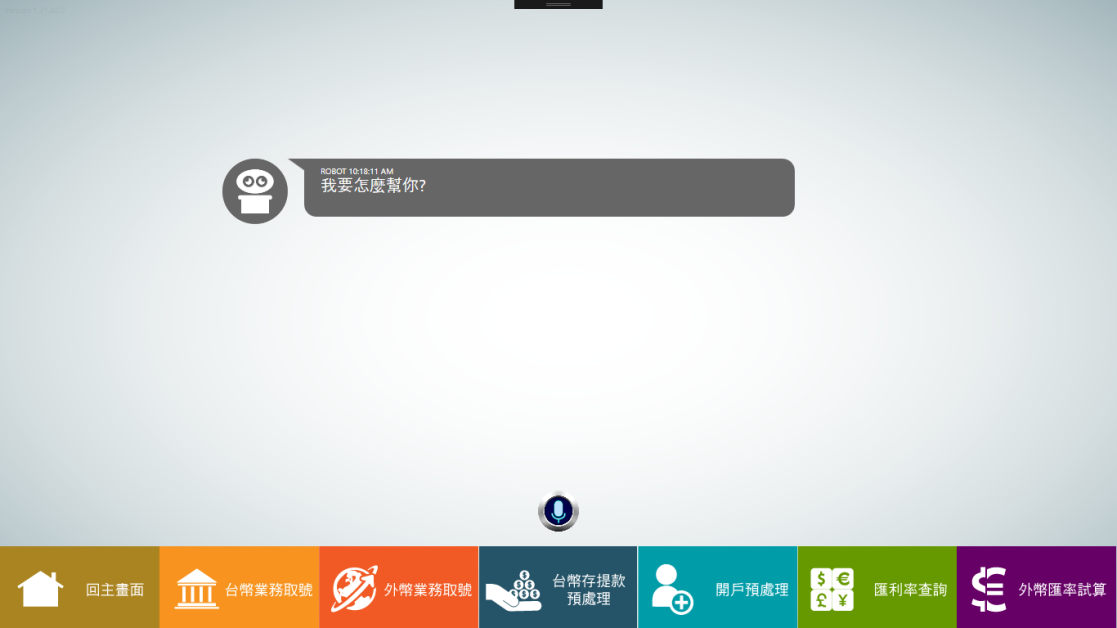 ROBOT 10:18:11 AM
我要怎麼幫你?
回主畫面
台幣業務取號
外幣業務取號
台幣存提款
預處理
開戶預處理
匯利率查詢
外幣匯率試算